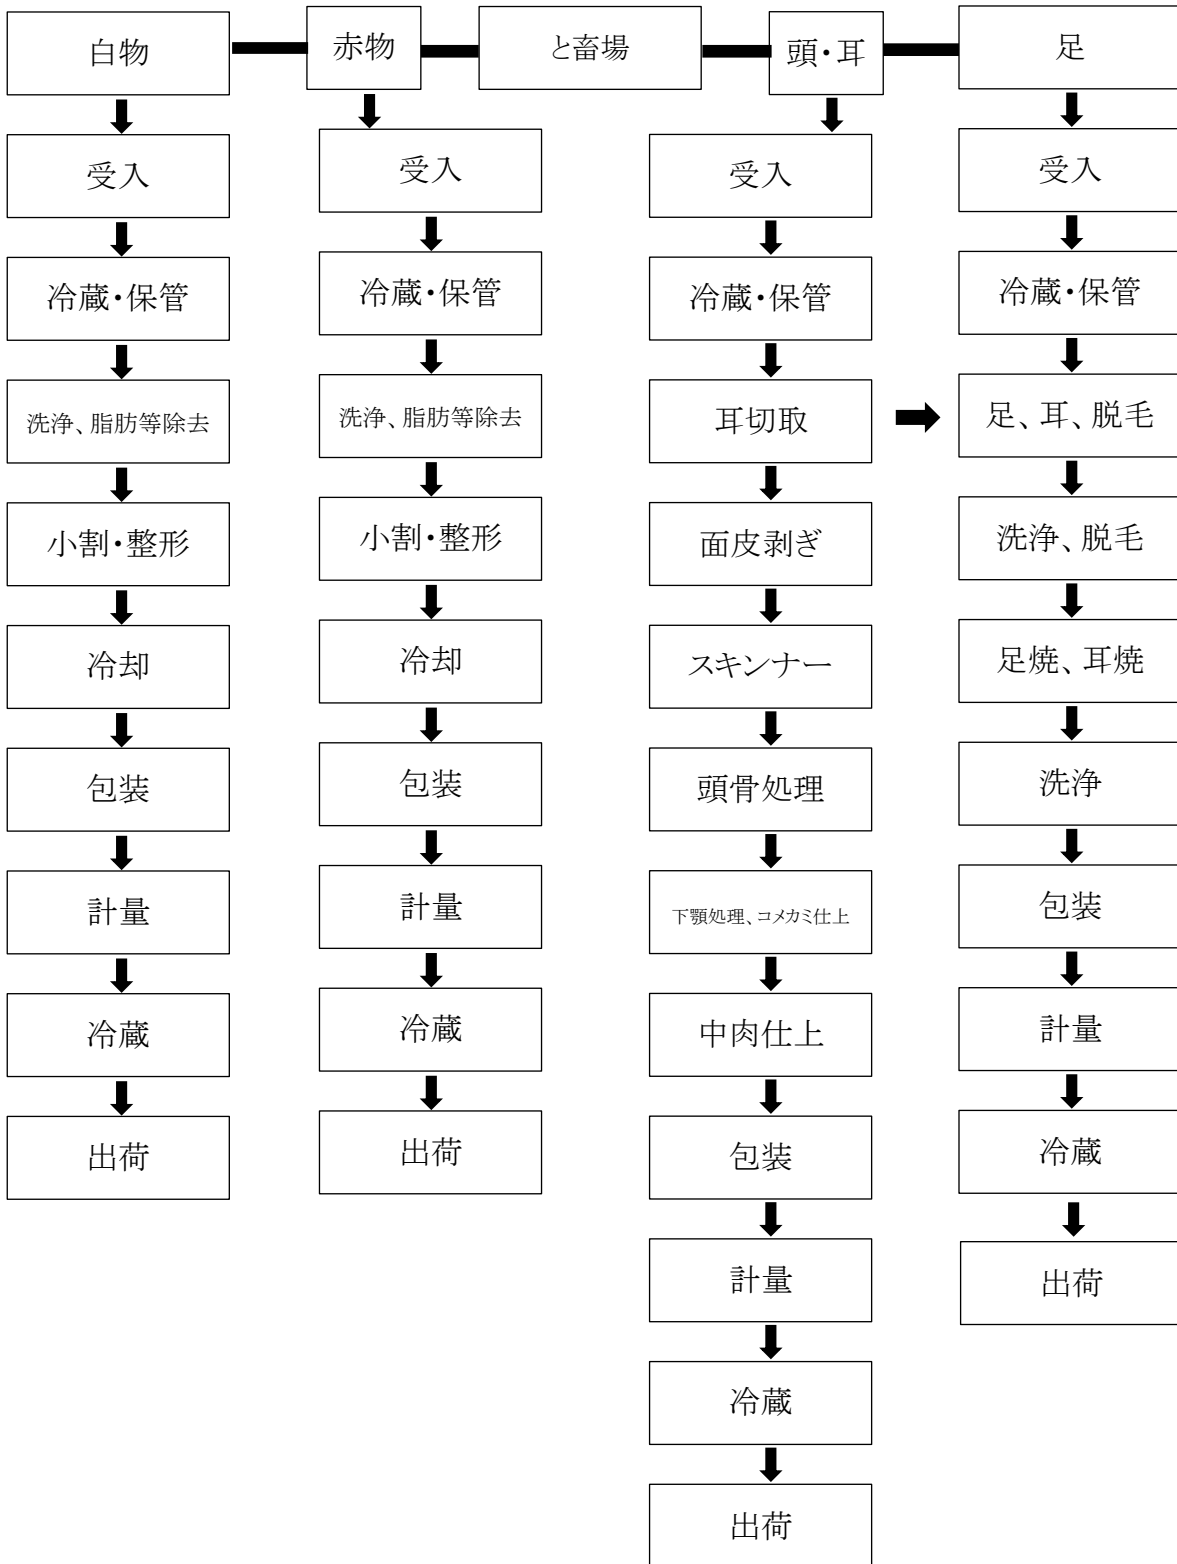 白物
赤物
と畜場
頭・耳
足
受入
冷蔵・保管
洗浄、脂肪等除去
小割・整形
冷却
包装
計量
冷蔵
出荷
受入
冷蔵・保管
洗浄、脂肪等除去
小割・整形
冷却
包装
計量
冷蔵
出荷
受入
冷蔵・保管
耳切取
面皮剥ぎ
スキンナー
頭骨処理
下顎処理、コメカミ仕上
中肉仕上
包装
計量
冷蔵
出荷
受入
冷蔵・保管
足、耳、脱毛
洗浄、脱毛
足焼、耳焼
洗浄
包装
計量
冷蔵
出荷